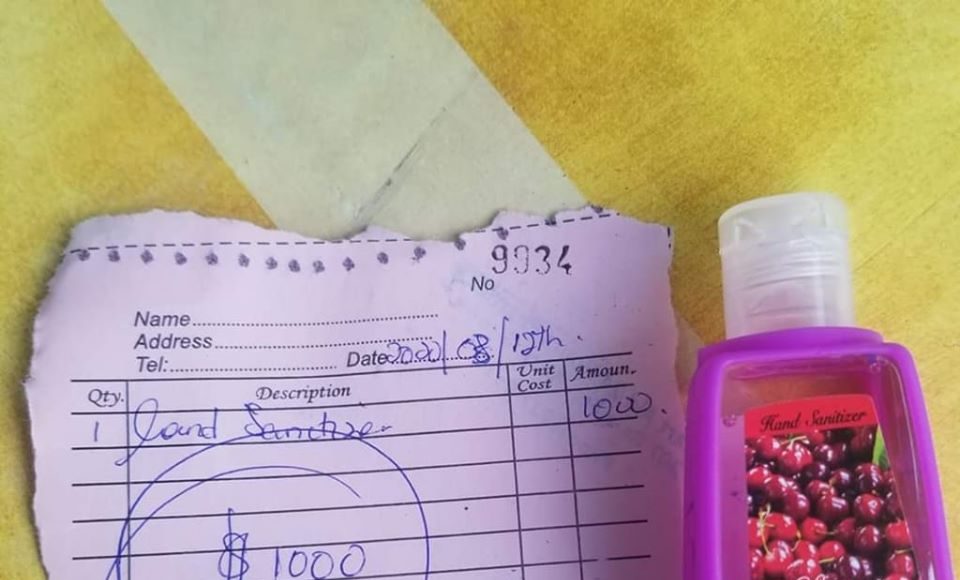 9934
No
Name
Address
Tel: Date 2020/08/12th.
Qty. Description Unit Cost Amoun.
1 Hand Sanitizer 1000.
$ 1000
Hand Sanitizer